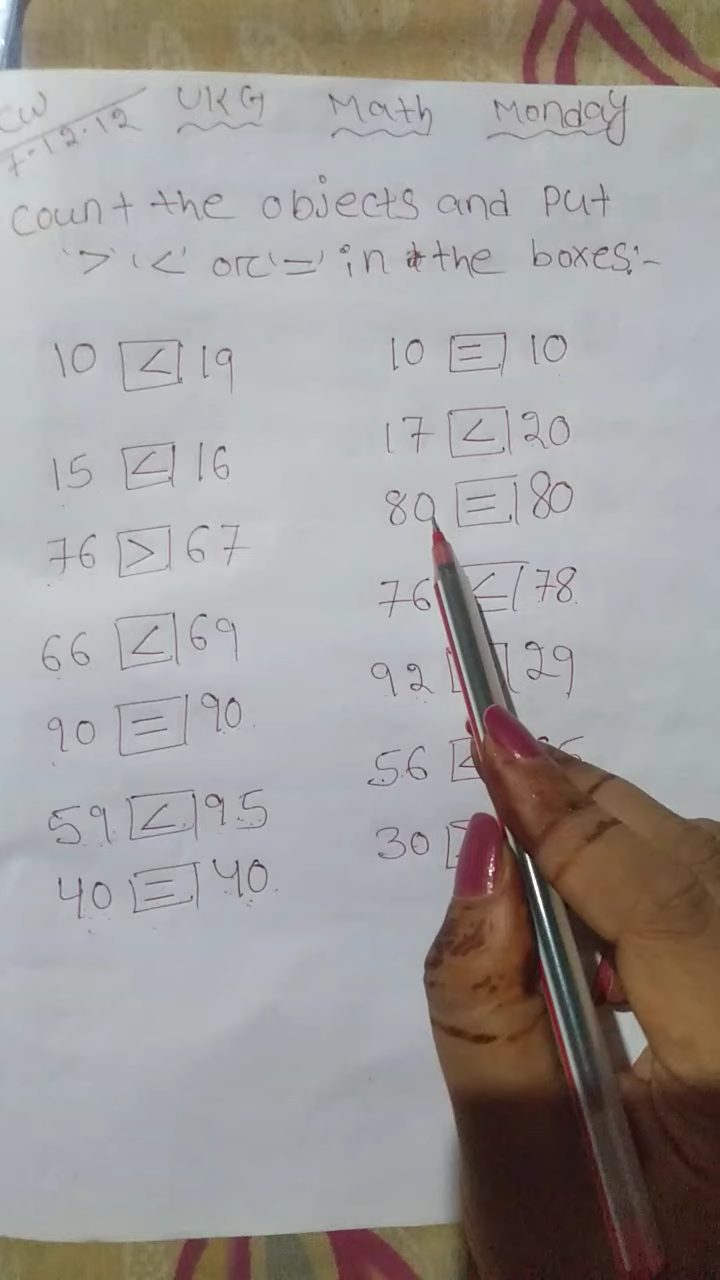 CW UKG Math Monday
7.12.12
Count the objects and put
'>' '<' or '=' in the boxes:-
10 < 19 10 = 10
15 < 16 17 < 20
76 > 67 80 = 80
66 < 69 76 < 78
90 = 90 92 29
59 < 95 56 <
40 = 40 30